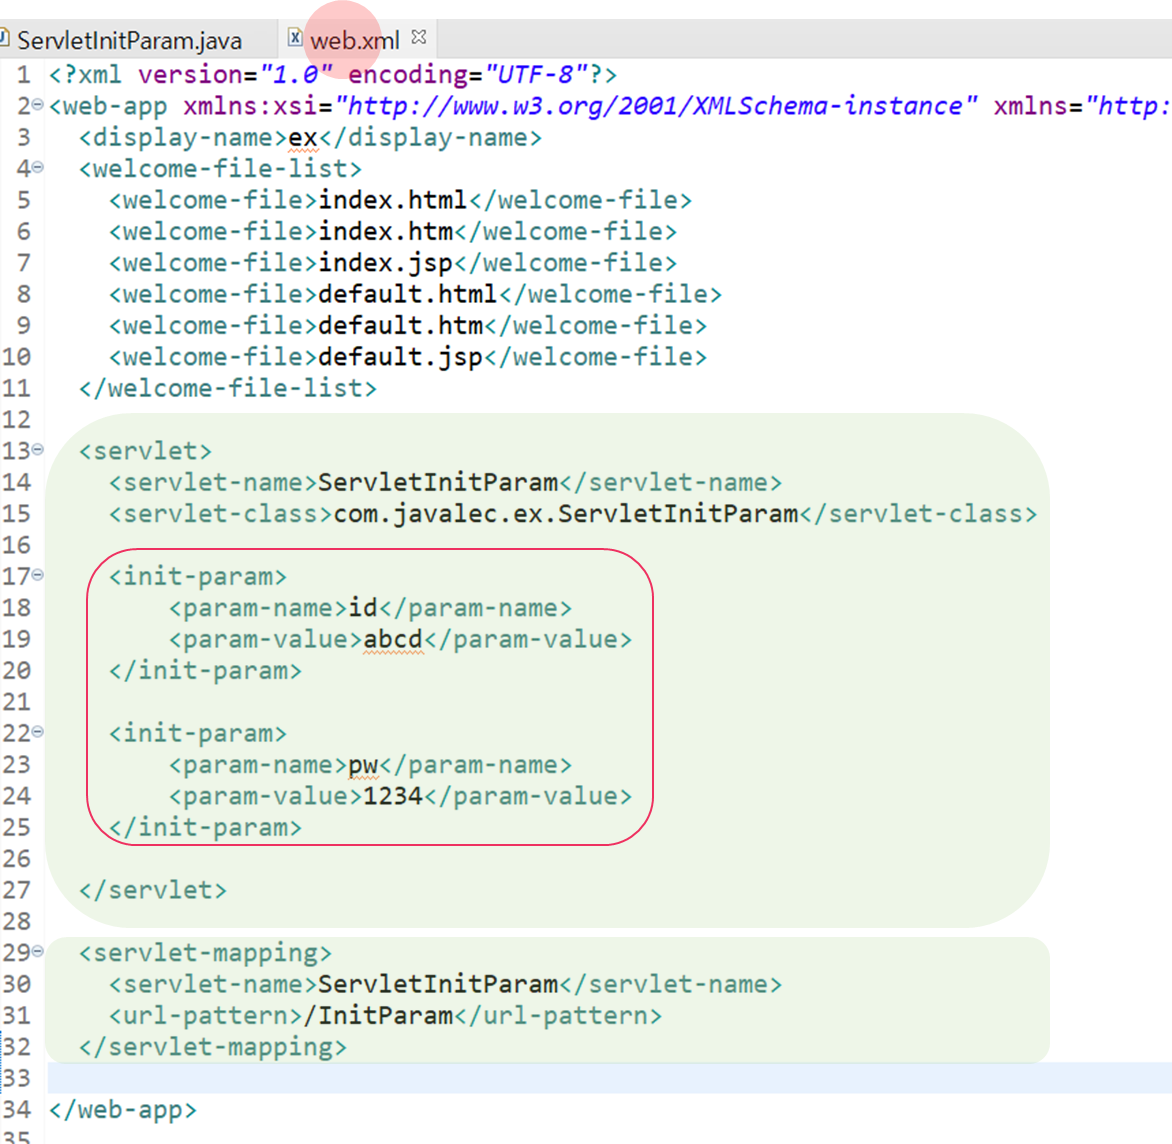 ServletInitParam.java web.xml
1 <?xml version="1.0" encoding="UTF-8"?>
2 <web-app xmlns:xsi="http://www.w3.org/2001/XMLSchema-instance" xmlns="http:
3 <display-name>ex</display-name>
4 <welcome-file-list>
5 <welcome-file>index.html</welcome-file>
6 <welcome-file>index.htm</welcome-file>
7 <welcome-file>index.jsp</welcome-file>
8 <welcome-file>default.html</welcome-file>
9 <welcome-file>default.htm</welcome-file>
10 <welcome-file>default.jsp</welcome-file>
11 </welcome-file-list>
12
13 <servlet>
14 <servlet-name>ServletInitParam</servlet-name>
15 <servlet-class>com.javalec.ex.ServletInitParam</servlet-class>
16
17 <init-param>
18 <param-name>id</param-name>
19 <param-value>abcd</param-value>
20 </init-param>
21
22 <init-param>
23 <param-name>pw</param-name>
24 <param-value>1234</param-value>
25 </init-param>
26
27 </servlet>
28
29 <servlet-mapping>
30 <servlet-name>ServletInitParam</servlet-name>
31 <url-pattern>/InitParam</url-pattern>
32 </servlet-mapping>
33
34 </web-app>
35